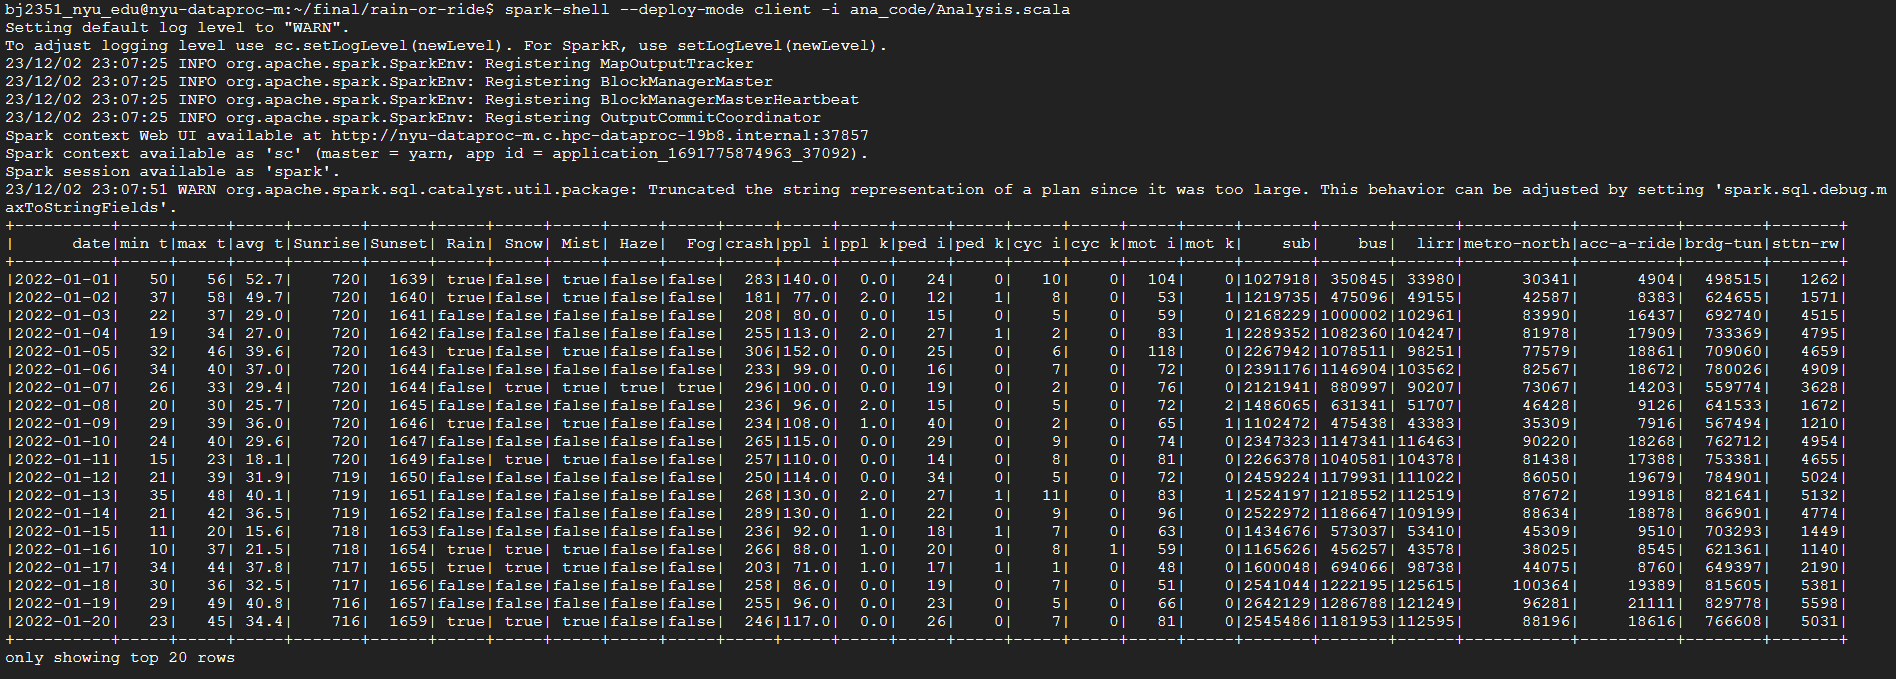 bj2351_nyu_edu@nyu-dataproc-m:~/final/rain-or-ride$ spark-shell --deploy-mode client -i ana_code/Analysis.scala
Setting default log level to "WARN".
To adjust logging level use sc.setLogLevel(newLevel). For SparkR, use setLogLevel(newLevel).
23/12/02 23:07:25 INFO org.apache.spark.SparkEnv: Registering MapOutputTracker
23/12/02 23:07:25 INFO org.apache.spark.SparkEnv: Registering BlockManagerMaster
23/12/02 23:07:25 INFO org.apache.spark.SparkEnv: Registering BlockManagerMasterHeartbeat
23/12/02 23:07:25 INFO org.apache.spark.SparkEnv: Registering OutputCommitCoordinator
Spark context Web UI available at http://nyu-dataproc-m.c.hpc-dataproc-19b8.internal:37857
Spark context available as 'sc' (master = yarn, app id = application_1691775874963_37092).
Spark session available as 'spark'.
23/12/02 23:07:51 WARN org.apache.spark.sql.catalyst.util.package: Truncated the string representation of a plan since it was too large. This behavior can be adjusted by setting 'spark.sql.debug.m
axToStringFields'.
+----------+-----+-----+-----+-------+------+-----+-----+-----+-----+-----+-----+-----+-----+-----+-----+-----+-----+-----+-----+-------+-------+------+-----------+----------+--------+-------+
|      date|min t|max t|avg t|Sunrise|Sunset| Rain| Snow| Mist| Haze|  Fog|crash|ppl i|ppl k|ped i|ped k|cyc i|cyc k|mot i|mot k|    sub|    bus|  lirr|metro-north|acc-a-ride|brdg-tun|sttn-rw|
+----------+-----+-----+-----+-------+------+-----+-----+-----+-----+-----+-----+-----+-----+-----+-----+-----+-----+-----+-----+-------+-------+------+-----------+----------+--------+-------+
|2022-01-01|   50|   56| 52.7|    720|  1639| true|false| true|false|false|  283|140.0|  0.0|   24|    0|   10|    0|  104|    0|1027918| 350845| 33980|      30341|      4904|  498515|   1262|
|2022-01-02|   37|   58| 49.7|    720|  1640| true|false| true|false|false|  181| 77.0|  2.0|   12|    1|    8|    0|   53|    1|1219735| 475096| 49155|      42587|      8383|  624655|   1571|
|2022-01-03|   22|   37| 29.0|    720|  1641|false|false|false|false|false|  208| 80.0|  0.0|   15|    0|    5|    0|   59|    0|2168229|1000002|102961|      83990|     16437|  692740|   4515|
|2022-01-04|   19|   34| 27.0|    720|  1642|false|false|false|false|false|  255|113.0|  2.0|   27|    1|    2|    0|   83|    1|2289352|1082360|104247|      81978|     17909|  733369|   4795|
|2022-01-05|   32|   46| 39.6|    720|  1643| true|false| true|false|false|  306|152.0|  0.0|   25|    0|    6|    0|  118|    0|2267942|1078511| 98251|      77579|     18861|  709060|   4659|
|2022-01-06|   34|   40| 37.0|    720|  1644|false|false|false|false|false|  233| 99.0|  0.0|   16|    0|    7|    0|   72|    0|2391176|1146904|103562|      82567|     18672|  780026|   4909|
|2022-01-07|   26|   33| 29.4|    720|  1644|false| true| true| true| true|  296|100.0|  0.0|   19|    0|    2|    0|   76|    0|2121941| 880997| 90207|      73067|     14203|  559774|   3628|
|2022-01-08|   20|   30| 25.7|    720|  1645|false|false|false|false|false|  236| 96.0|  2.0|   15|    0|    5|    0|   72|    2|1486065| 631341| 51707|      46428|      9126|  641533|   1672|
|2022-01-09|   29|   39| 36.0|    720|  1646| true|false| true|false|false|  234|108.0|  1.0|   40|    0|    2|    0|   65|    1|1102472| 475438| 43383|      35309|      7916|  567494|   1210|
|2022-01-10|   24|   40| 29.6|    720|  1647|false|false|false|false|false|  265|115.0|  0.0|   29|    0|    9|    0|   74|    0|2347323|1147341|116463|      90220|     18268|  762712|   4954|
|2022-01-11|   15|   23| 18.1|    720|  1649|false| true| true|false|false|  257|110.0|  0.0|   14|    0|    8|    0|   81|    0|2266378|1040581|104378|      81438|     17388|  753381|   4655|
|2022-01-12|   21|   39| 31.9|    719|  1650|false|false|false|false|false|  250|114.0|  0.0|   34|    0|    5|    0|   72|    0|2459224|1179931|111022|      86050|     19679|  784901|   5024|
|2022-01-13|   35|   48| 40.1|    719|  1651|false|false|false|false|false|  268|130.0|  2.0|   27|    1|   11|    0|   83|    1|2524197|1218552|112519|      87672|     19918|  821641|   5132|
|2022-01-14|   21|   42| 36.5|    719|  1652|false|false|false|false|false|  289|130.0|  1.0|   22|    0|    9|    0|   96|    0|2522972|1186647|109199|      88634|     18878|  866901|   4774|
|2022-01-15|   11|   20| 15.6|    718|  1653|false|false|false|false|false|  236| 92.0|  1.0|   18|    1|    7|    0|   63|    0|1434676| 573037| 53410|      45309|      9510|  703293|   1449|
|2022-01-16|   10|   37| 21.5|    718|  1654| true| true| true|false|false|  266| 88.0|  1.0|   20|    0|    8|    1|   59|    0|1165626| 456257| 43578|      38025|      8545|  621361|   1140|
|2022-01-17|   34|   44| 37.8|    717|  1655| true| true| true|false|false|  203| 71.0|  1.0|   17|    1|    1|    0|   48|    0|1600048| 694066| 98738|      44075|      8760|  649397|   2190|
|2022-01-18|   30|   36| 32.5|    717|  1656|false|false|false|false|false|  258| 86.0|  0.0|   19|    0|    7|    0|   51|    0|2541044|1222195|125615|     100364|     19389|  815605|   5381|
|2022-01-19|   29|   49| 40.8|    716|  1657|false|false|false|false|false|  255| 96.0|  0.0|   23|    0|    5|    0|   66|    0|2642129|1286788|121249|      96281|     21111|  829778|   5598|
|2022-01-20|   23|   45| 34.4|    716|  1659| true| true| true|false|false|  246|117.0|  0.0|   26|    0|    7|    0|   81|    0|2545486|1181953|112595|      88196|     18616|  766608|   5031|
+----------+-----+-----+-----+-------+------+-----+-----+-----+-----+-----+-----+-----+-----+-----+-----+-----+-----+-----+-----+-------+-------+------+-----------+----------+--------+-------+
only showing top 20 rows